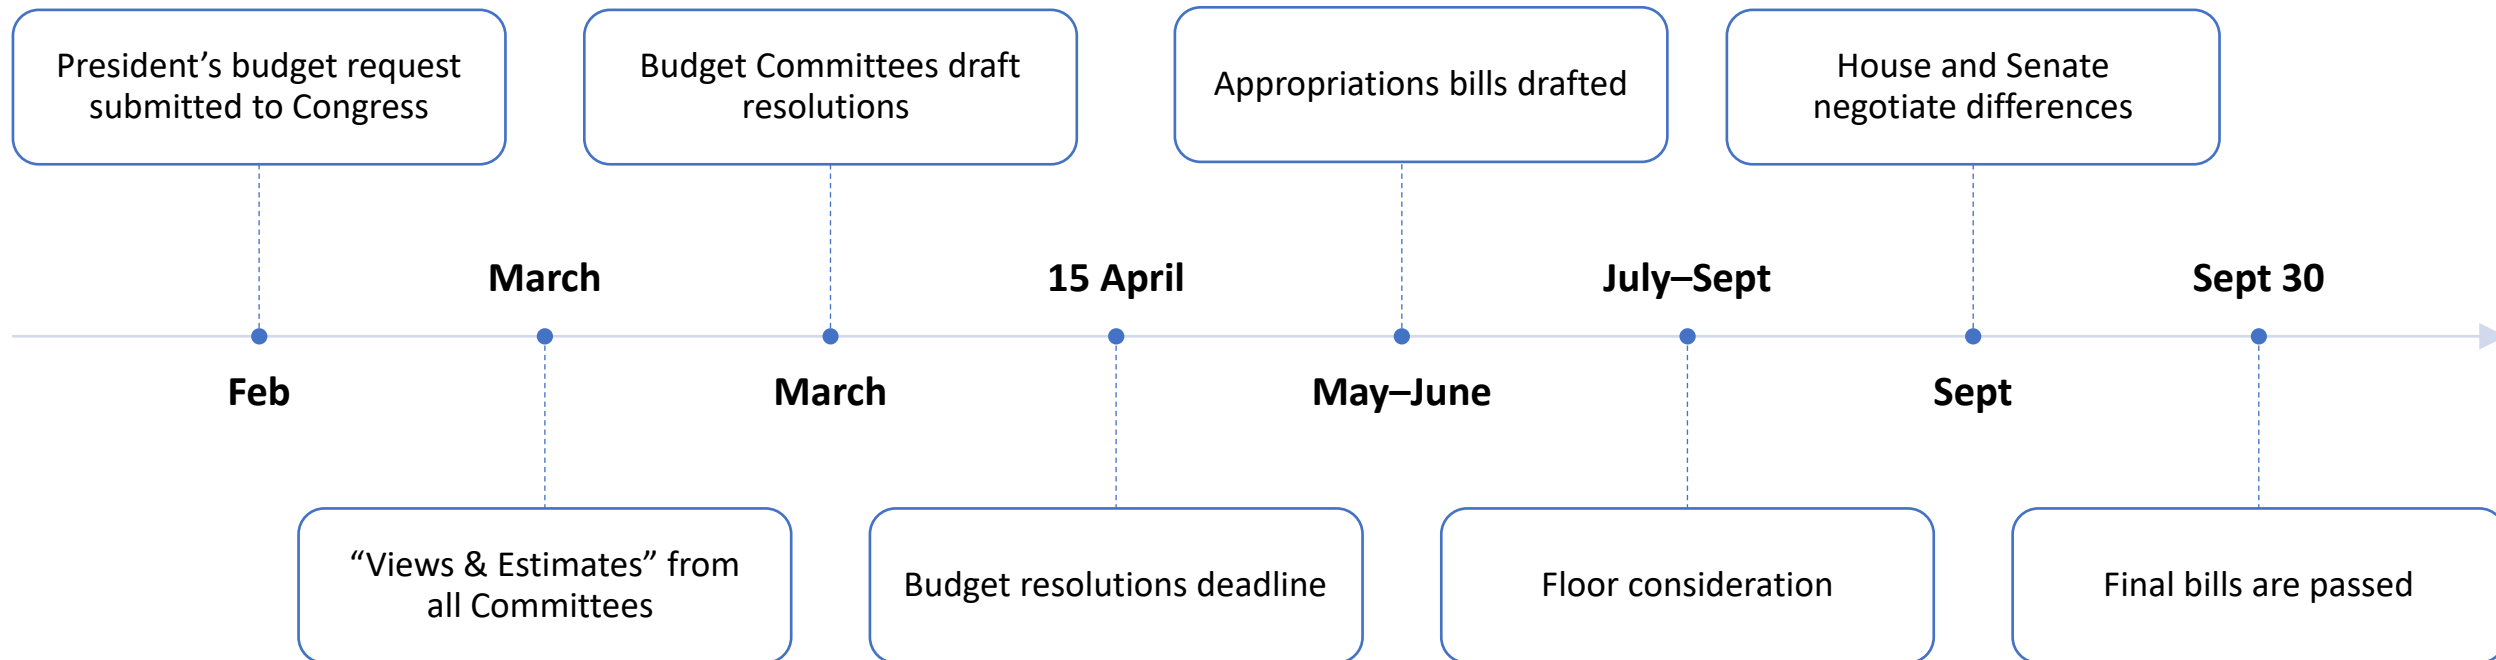 President’s budget request
submitted to Congress
Budget Committees draft
resolutions
Appropriations bills drafted
House and Senate
negotiate differences
March
15 April
July–Sept
Sept 30
Feb
March
May–June
Sept
“Views & Estimates” from
all Committees
Budget resolutions deadline
Floor consideration
Final bills are passed